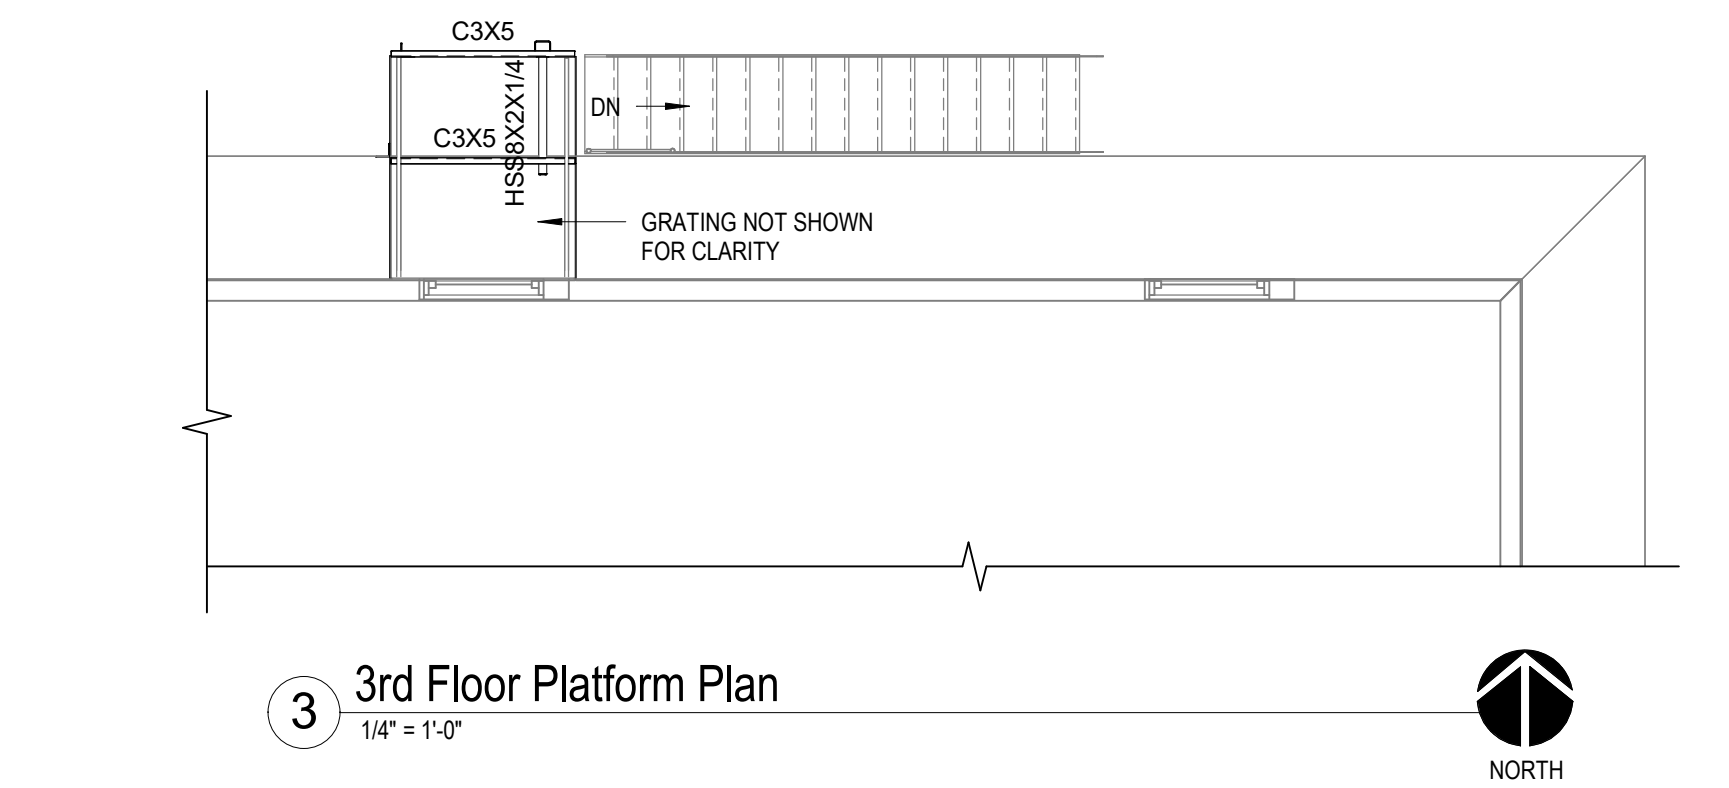 C3X5
HSS8X2X1/4
DN
C3X5
GRATING NOT SHOWN
FOR CLARITY
3
3rd Floor Platform Plan
1/4" = 1'-0"
NORTH